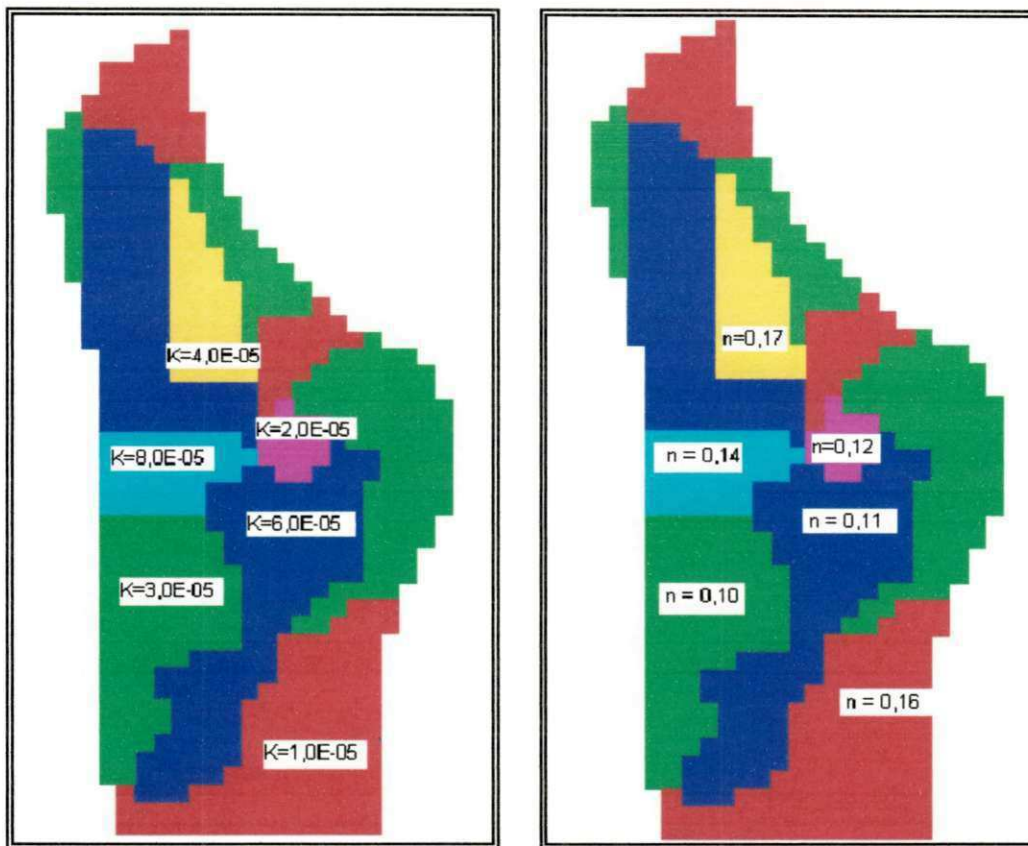 K=4,0E-05
K=2,0E-05
K=8,0E-05
K=6,0E-05
K=3,0E-05
K=1,0E-05
n=0,17
n=0,12
n = 0,14
n = 0,11
n = 0,10
n = 0,16